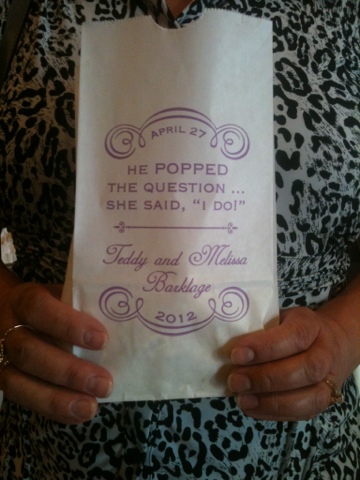 APRIL 27
HE POPPED
THE QUESTION ...
SHE SAID, "I DO!"
Teddy and Melissa
Barklage
2012